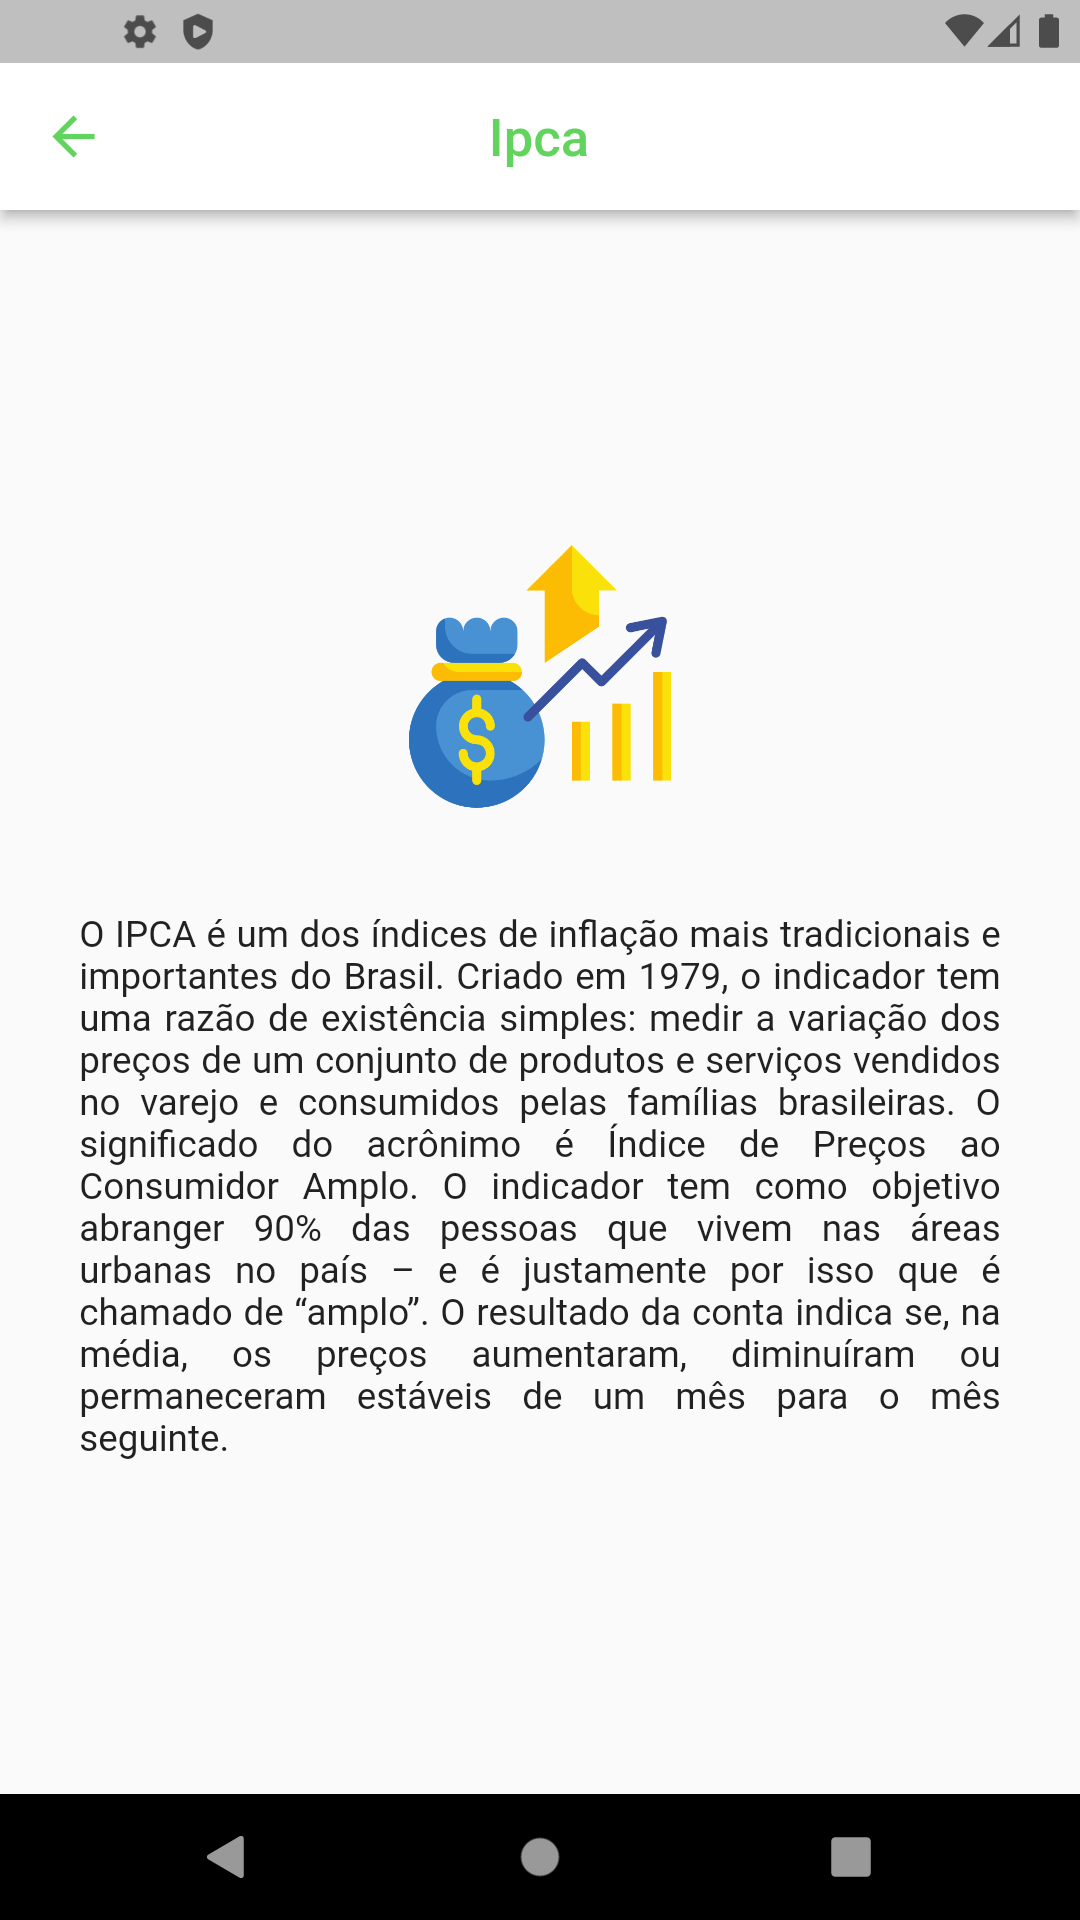 Ipca
O IPCA é um dos índices de inflação mais tradicionais e
importantes do Brasil. Criado em 1979, o indicador tem
uma razão de existência simples: medir a variação dos
preços de um conjunto de produtos e serviços vendidos
no varejo e consumidos pelas famílias brasileiras. O
significado do acrônimo é Índice de Preços ao
Consumidor Amplo. O indicador tem como objetivo
abranger 90% das pessoas que vivem nas áreas
urbanas no país – e é justamente por isso que é
chamado de “amplo”. O resultado da conta indica se, na
média, os preços aumentaram, diminuíram ou
permaneceram estáveis de um mês para o mês
seguinte.